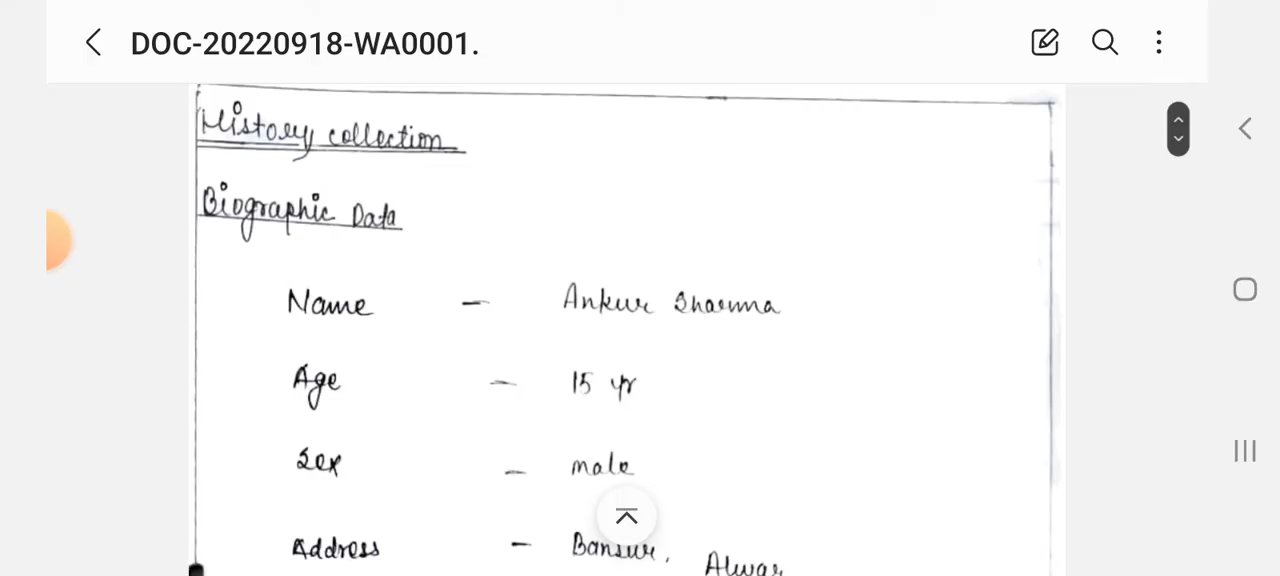 DOC-20220918-WA0001.
History collection
Biographic Data
Name - Ankur Sharma
Age - 15 yr
Sex - male
Address - Bansur, Alwar